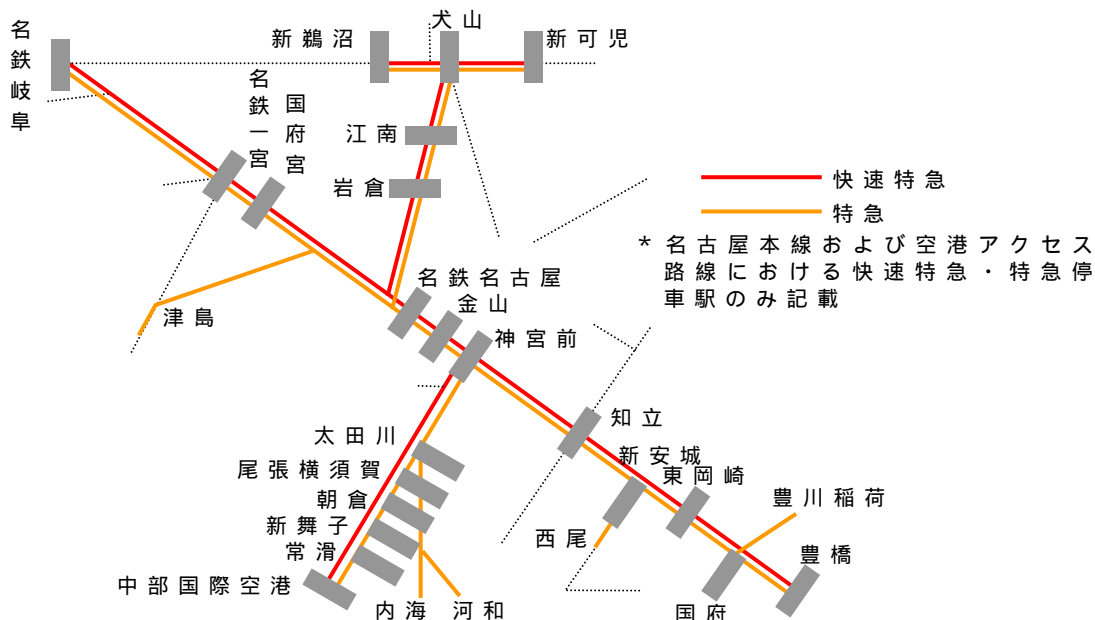 犬山
新鵜沼
新可児
名鉄岐阜
名鉄一宮
国府宮
江南
岩倉
快速特急
特急
*名古屋本線および空港アクセス
路線における快速特急・特急停
車駅のみ記載
名鉄名古屋
金山
神宮前
津島
知立
新安城
東岡崎
太田川
尾張横須賀
朝倉
新舞子
常滑
中部国際空港
西尾
豊川稲荷
豊橋
内海
河和
国府